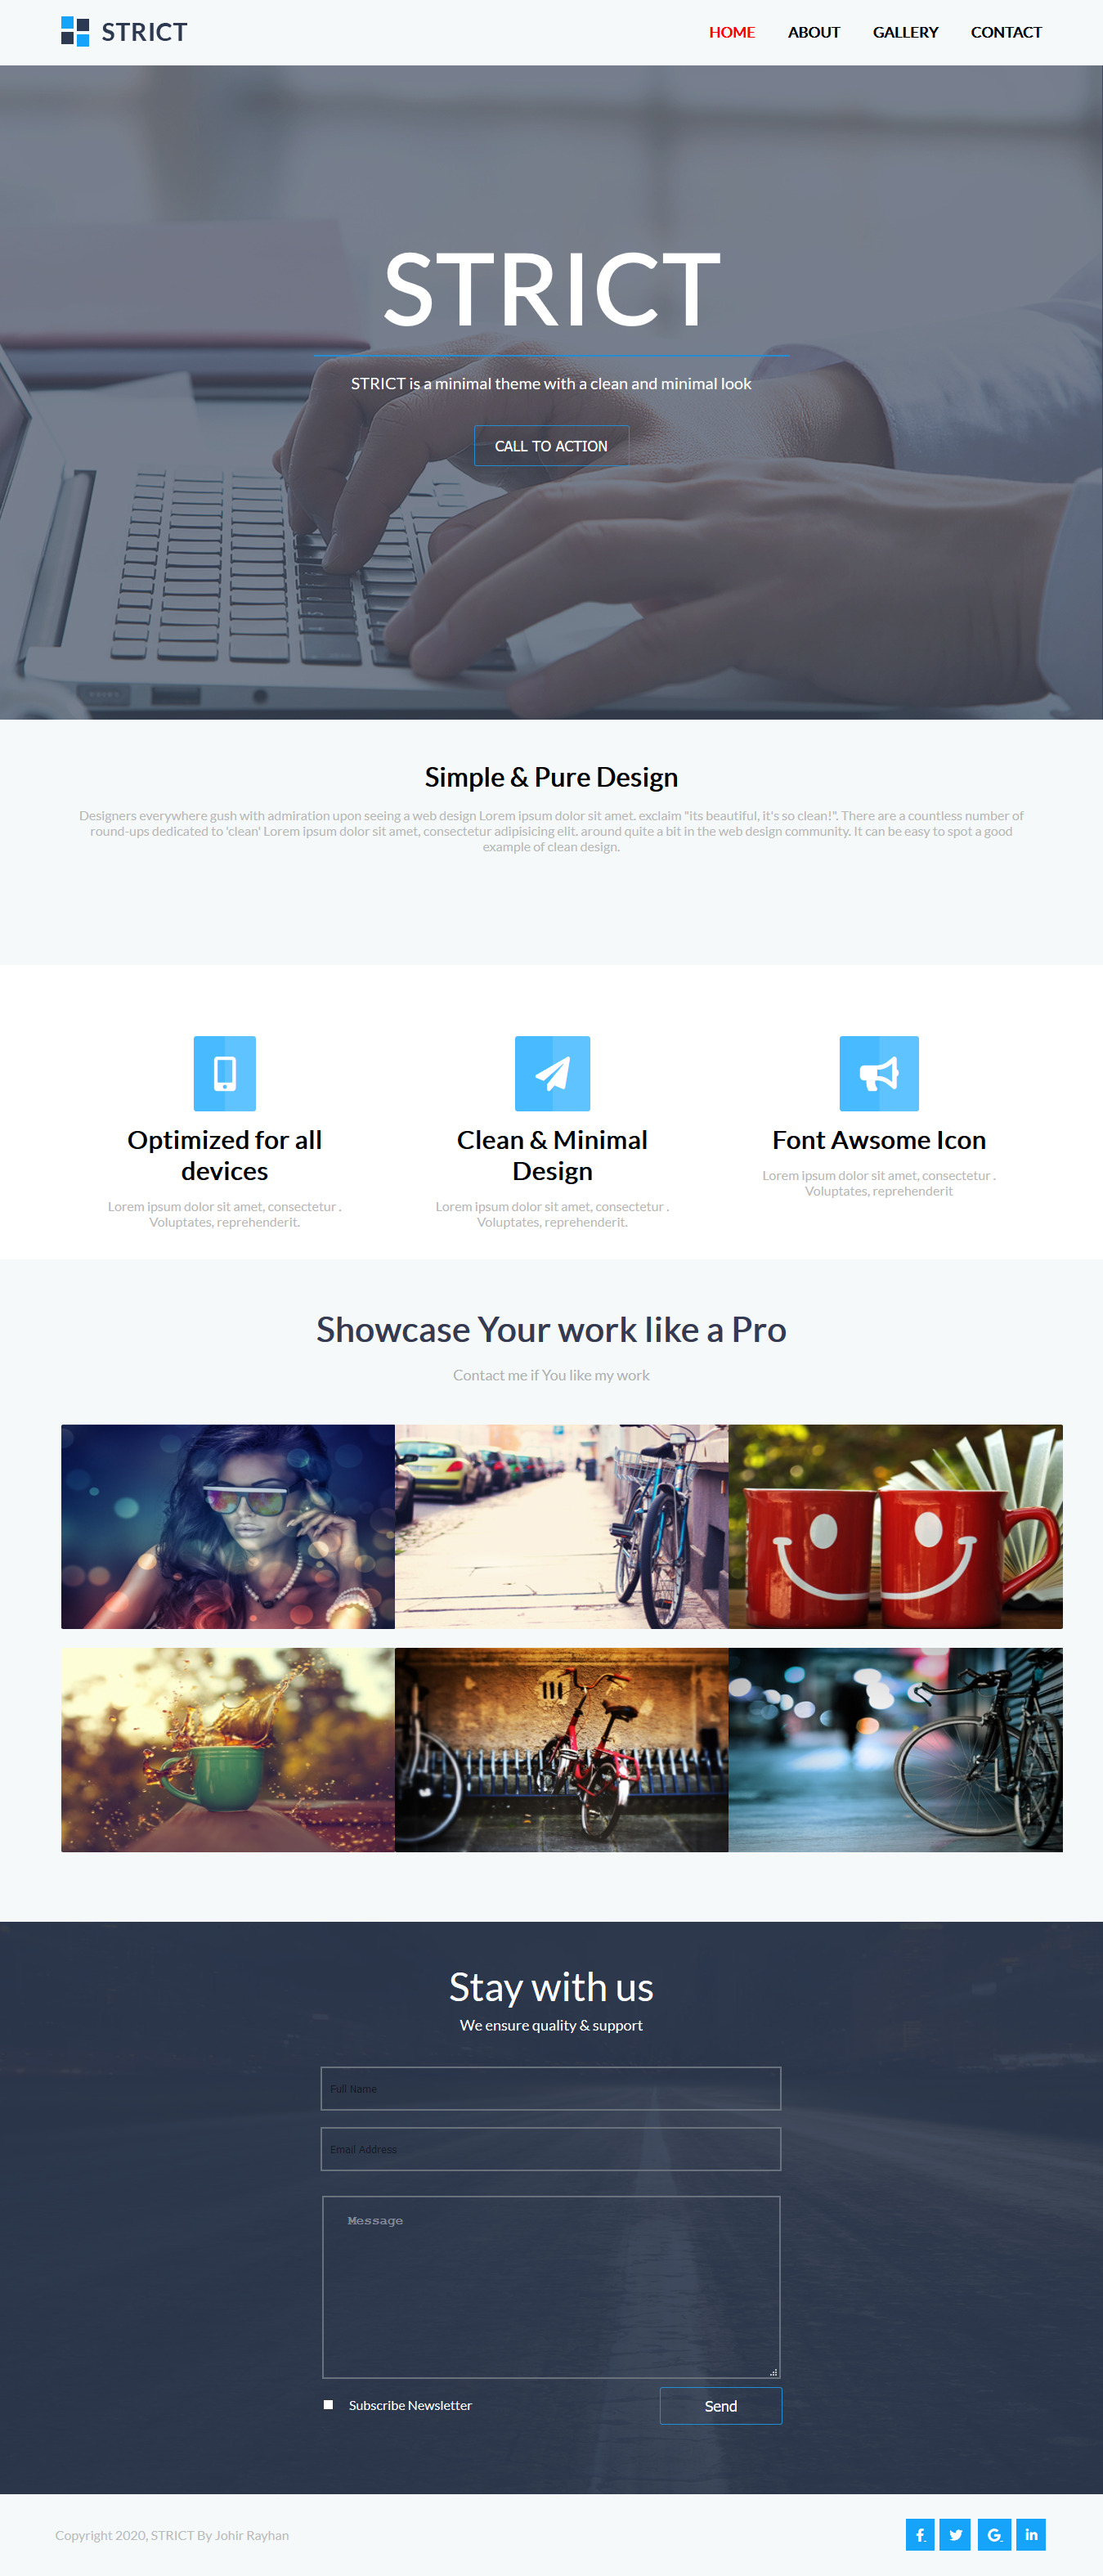 STRICT
HOME ABOUT GALLERY CONTACT
STRICT
STRICT is a minimal theme with a clean and minimal look
CALL TO ACTION
Simple & Pure Design
Designers everywhere gush with admiration upon seeing a web design Lorem ipsum dolor sit amet. exclaim "its beautiful, it's so clean!". There are a countless number of
round-ups dedicated to 'clean' Lorem ipsum dolor sit amet, consectetur adipisicing elit. around quite a bit in the web design community. It can be easy to spot a good
example of clean design.
Optimized for all
devices
Lorem ipsum dolor sit amet, consectetur .
Voluptates, reprehenderit.
Clean & Minimal
Design
Lorem ipsum dolor sit amet, consectetur .
Voluptates, reprehenderit.
Font Awsome Icon
Lorem ipsum dolor sit amet, consectetur .
Voluptates, reprehenderit
Showcase Your work like a Pro
Contact me if You like my work
Stay with us
We ensure quality & support
Full Name
Email Address
Message
Subscribe Newsletter
Send
Copyright 2020, STRICT By Johir Rayhan